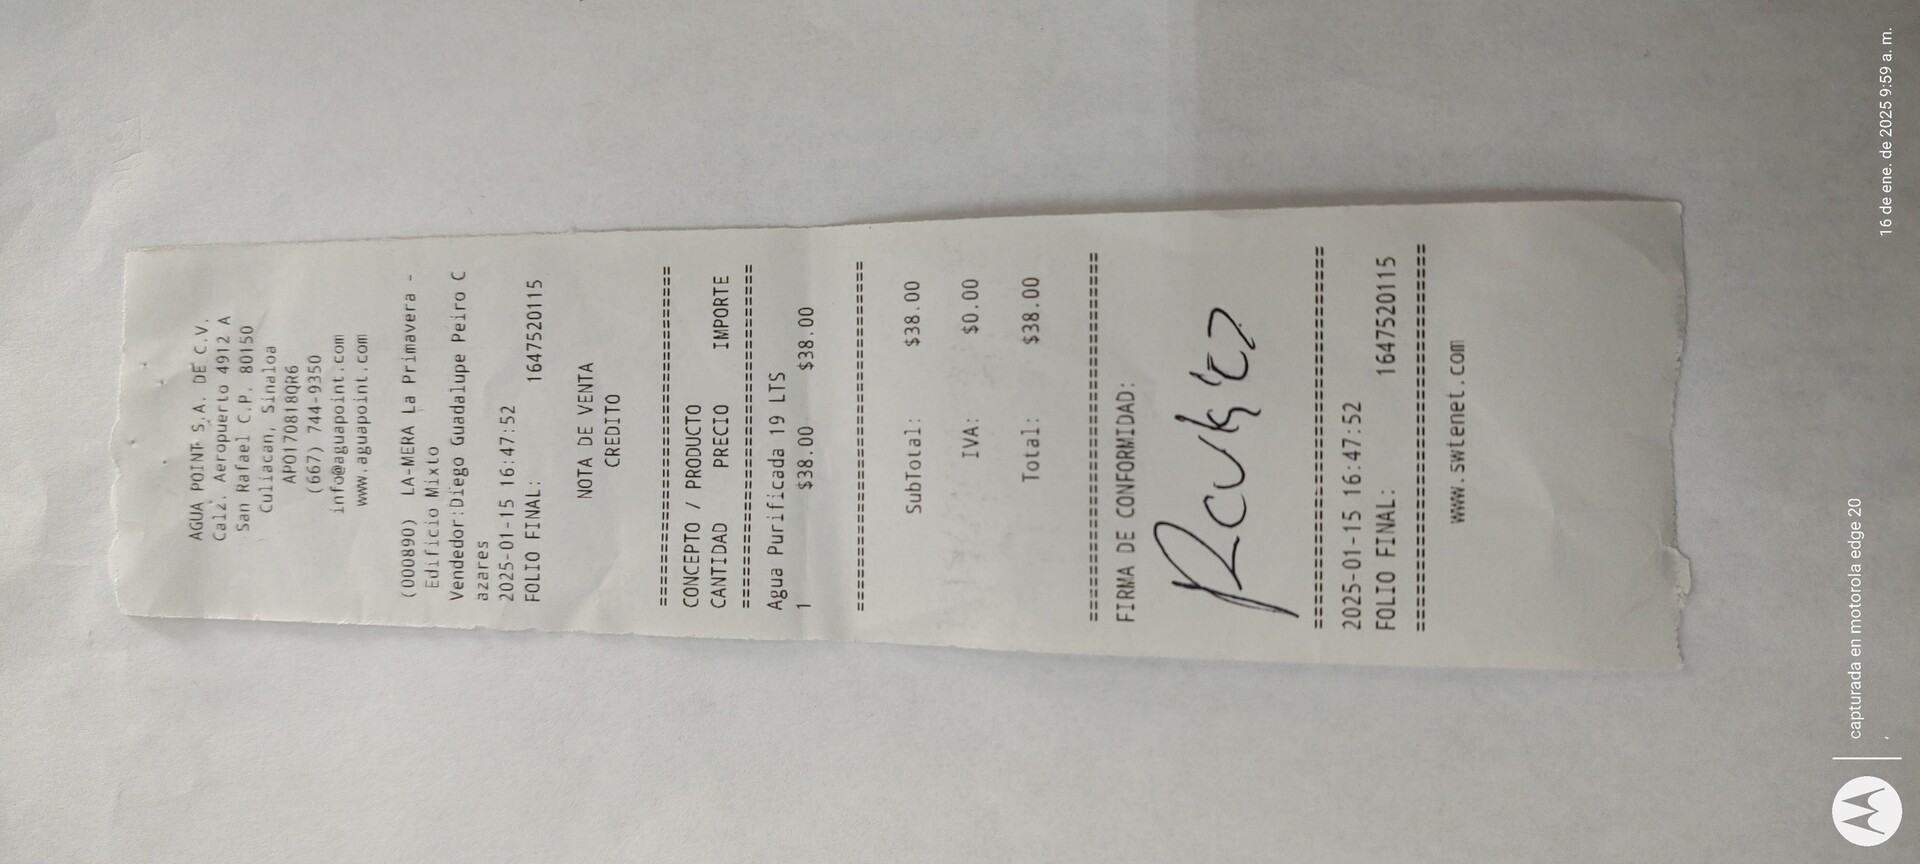 AGUA POINT S.A. DE C.V.
Calz. Aeropuerto 4912 A
San Rafael C.P. 80150
Culiacan, Sinaloa
APO170818QR6
(667) 744-9350
info@aguapoint.com
www.aguapoint.com
(000890) LA-MERA La Primavera -
Edificio Mixto
Vendedor:Diego Guadalupe Peiro C
azares
2025-01-15 16:47:52
FOLIO FINAL: 1647520115
NOTA DE VENTA
CREDITO
================================
CONCEPTO / PRODUCTO
CANTIDAD PRECIO IMPORTE
================================
Agua Purificada 19 LTS
1 $38.00 $38.00
================================
SubTotal: $38.00
IVA: $0.00
Total: $38.00
================================
FIRMA DE CONFORMIDAD:
================================
2025-01-15 16:47:52
FOLIO FINAL: 1647520115
================================
www.swtenet.com
capturada en motorola edge 20
16 de ene. de 2025 9:59 a. m.